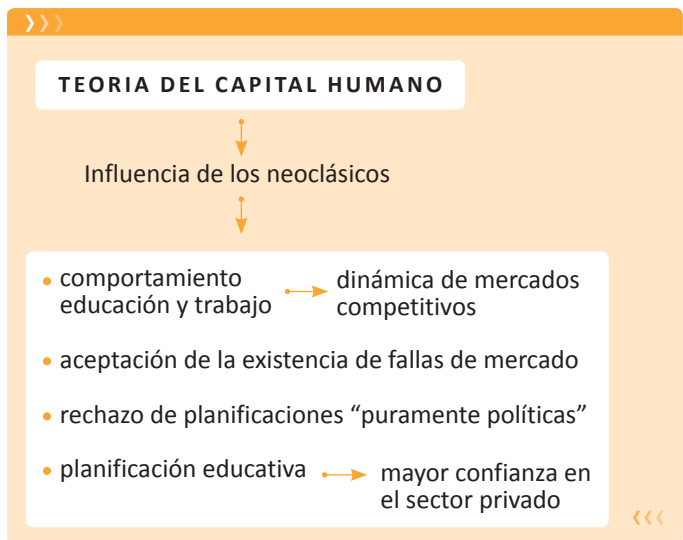 TEORIA DEL CAPITAL HUMANO
Influencia de los neoclásicos
• comportamiento
educación y trabajo
dinámica de mercados
competitivos
• aceptación de la existencia de fallas de mercado
• rechazo de planificaciones “puramente políticas”
• planificación educativa
mayor confianza en
el sector privado